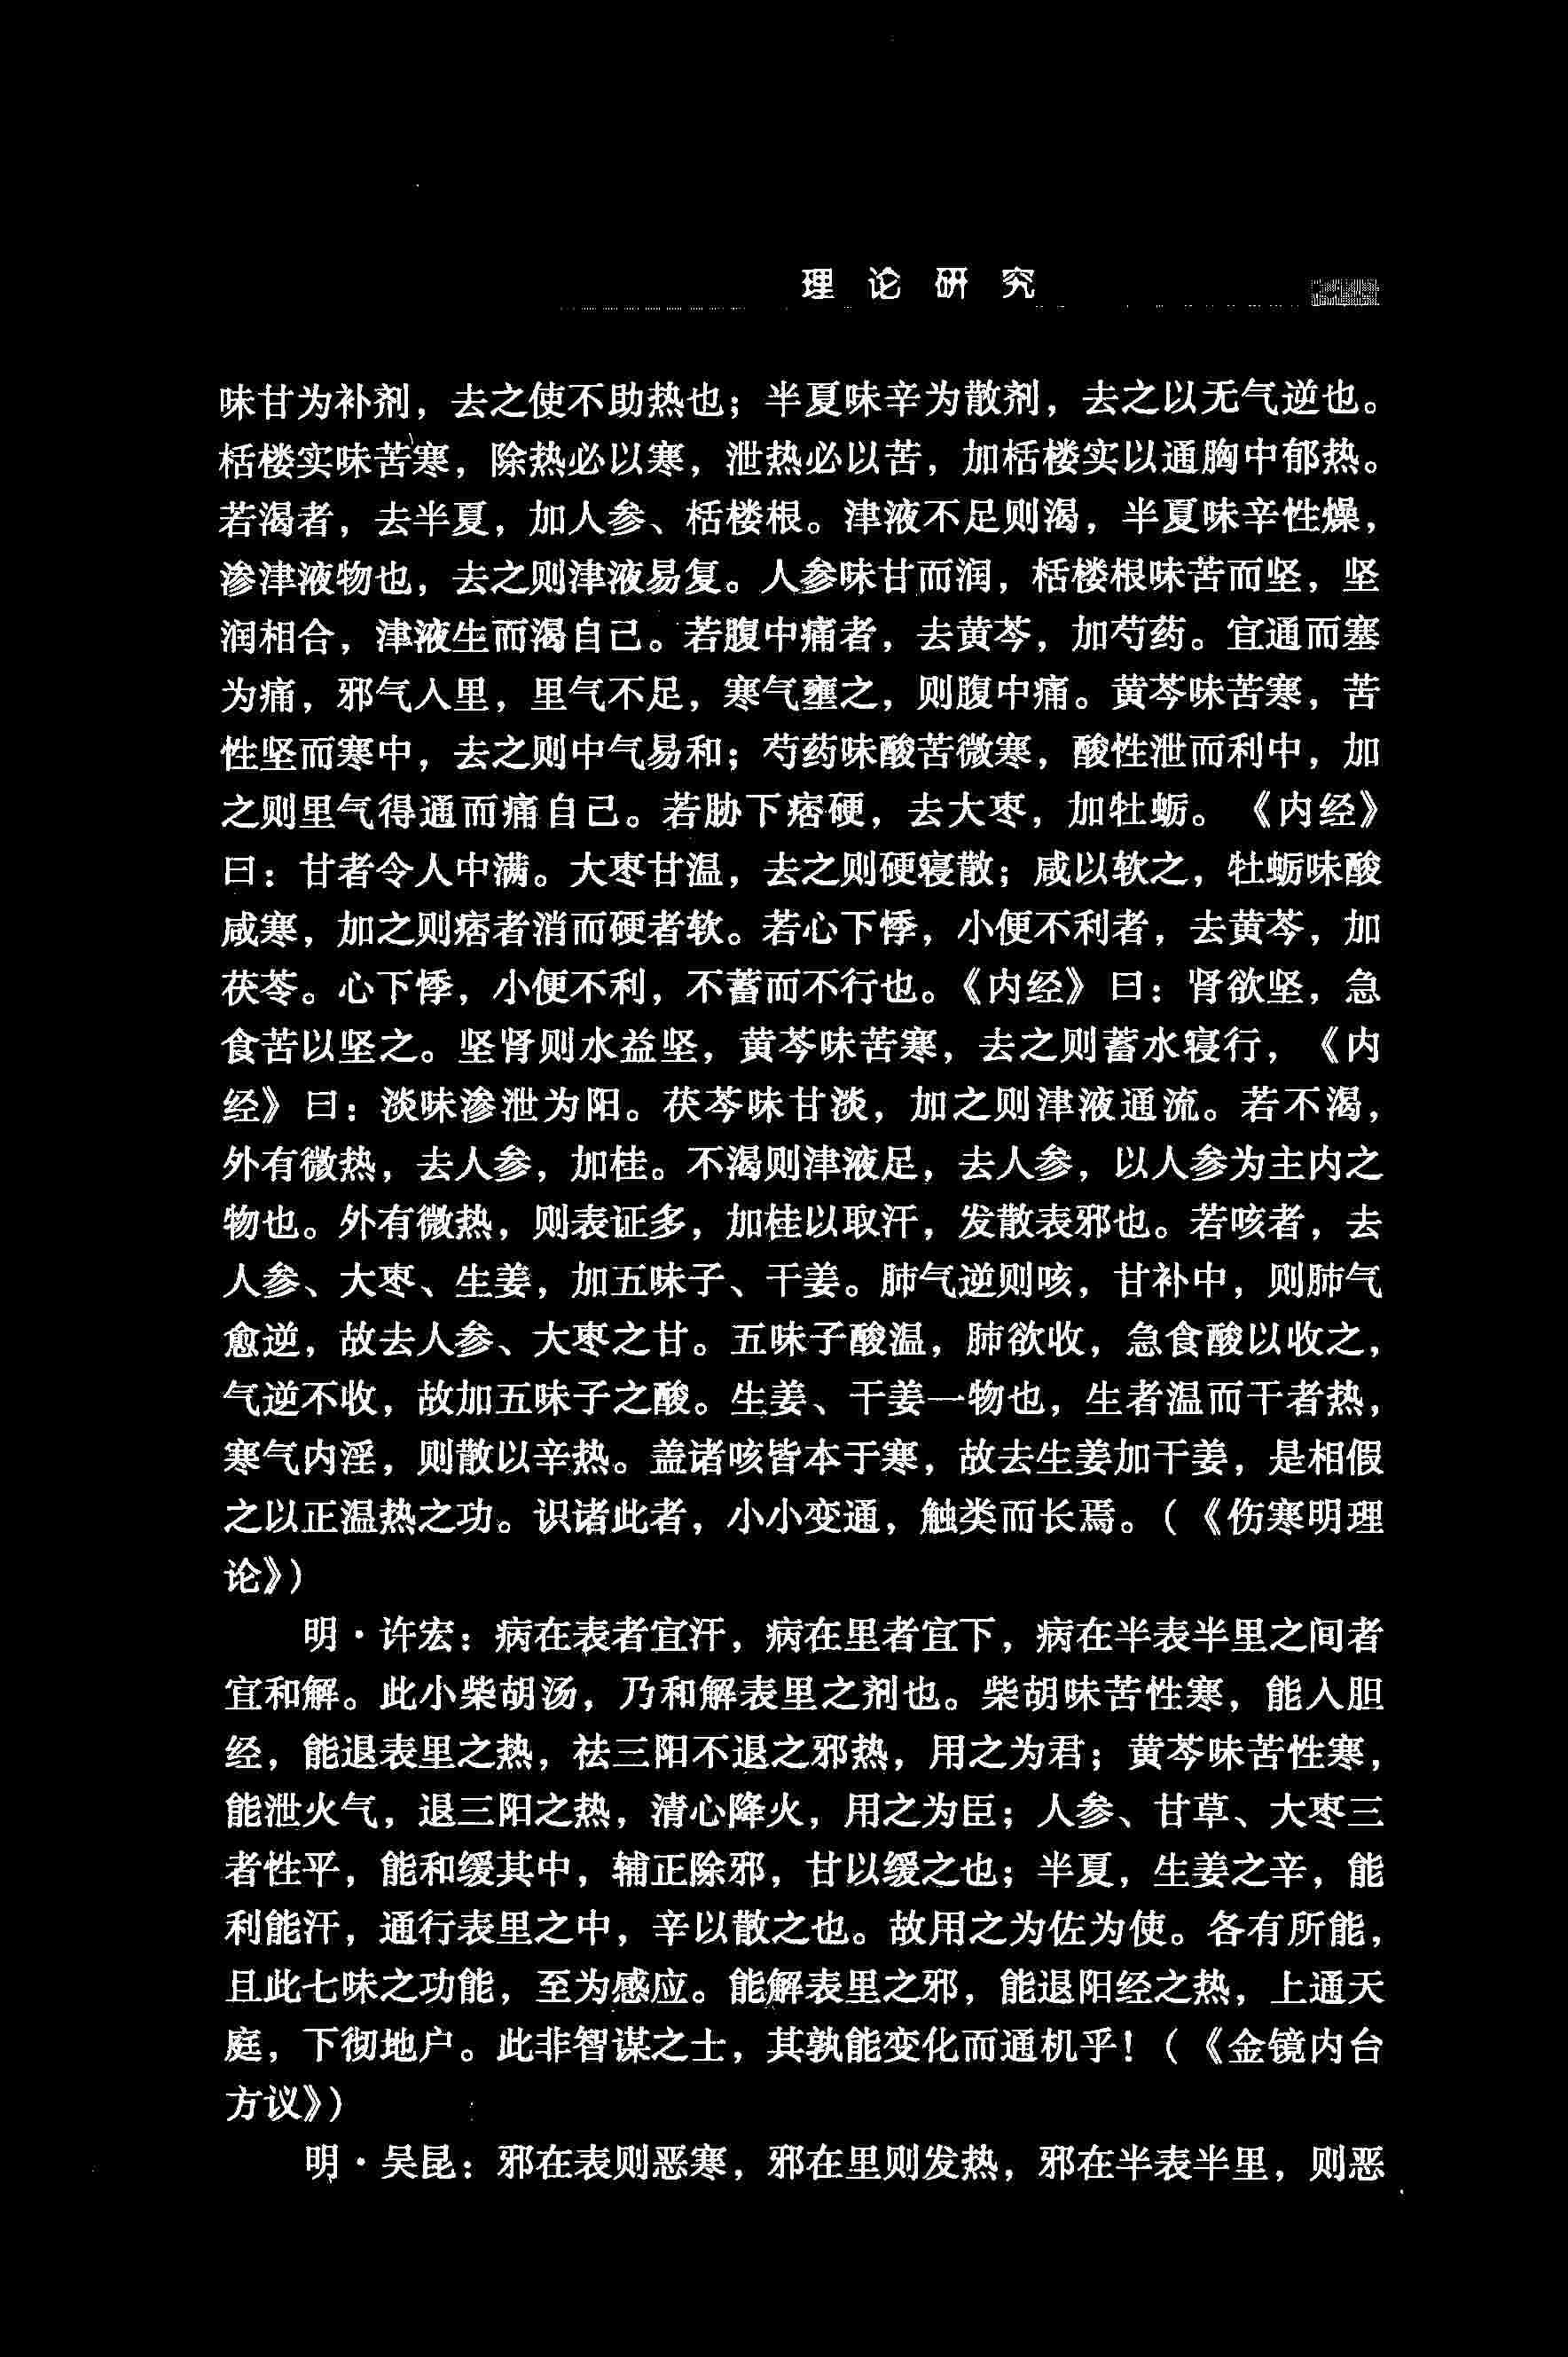 理论研究
味甘为补剂，去之使不助热也；半夏味辛为散剂，去之以无气逆也。
栝楼实味苦寒，除热必以寒，泄热必以苦，加栝楼实以通胸中郁热。
若渴者，去半夏，加人参、栝楼根。津液不足则渴，半夏味辛性燥，
渗津液物也，去之则津液易复。人参味甘而润，栝楼根味苦而坚，坚
润相合，津液生而渴自己。若腹中痛者，去黄芩，加芍药。宜通而塞
为痛，邪气入里，里气不足，寒气壅之，则腹中痛。黄芩味苦寒，苦
性坚而寒中，去之则中气易和；芍药味酸苦微寒，酸性泄而利中，加
之则里气得通而痛自己。若胁下痞硬，去大枣，加牡蛎。《内经》
曰：甘者令人中满。大枣甘温，去之则硬寝散；咸以软之，牡蛎味酸
咸寒，加之则痞者消而硬者软。若心下悸，小便不利者，去黄芩，加
茯苓。心下悸，小便不利，不蓄而不行也。《内经》曰：肾欲坚，急
食苦以坚之。坚肾则水益坚，黄芩味苦寒，去之则蓄水寝行，《内
经》曰：淡味渗泄为阳。茯芩味甘淡，加之则津液通流。若不渴，
外有微热，去人参，加桂。不渴则津液足，去人参，以人参为主内之
物也。外有微热，则表证多，加桂以取汗，发散表邪也。若咳者，去
人参、大枣、生姜，加五味子、干姜。肺气逆则咳，甘补中，则肺气
愈逆，故去人参、大枣之甘。五味子酸温，肺欲收，急食酸以收之，
气逆不收，故加五味子之酸。生姜、干姜一物也，生者温而干者热，
寒气内淫，则散以辛热。盖诸咳皆本于寒，故去生姜加干姜，是相假
之以正温热之功。识诸此者，小小变通，触类而长焉。（《伤寒明理
论》）
明·许宏：病在表者宜汗，病在里者宜下，病在半表半里之间者
宜和解。此小柴胡汤，乃和解表里之剂也。柴胡味苦性寒，能入胆
经，能退表里之热，祛三阳不退之邪热，用之为君；黄芩味苦性寒，
能泄火气，退三阳之热，清心降火，用之为臣；人参、甘草、大枣三
者性平，能和缓其中，辅正除邪，甘以缓之也；半夏，生姜之辛，能
利能汗，通行表里之中，辛以散之也。故用之为佐为使。各有所能，
且此七味之功能，至为感应。能解表里之邪，能退阳经之热，上通天
庭，下彻地户。此非智谋之士，其孰能变化而通机乎！（《金镜内台
方议》）
明·吴昆：邪在表则恶寒，邪在里则发热，邪在半表半里，则恶